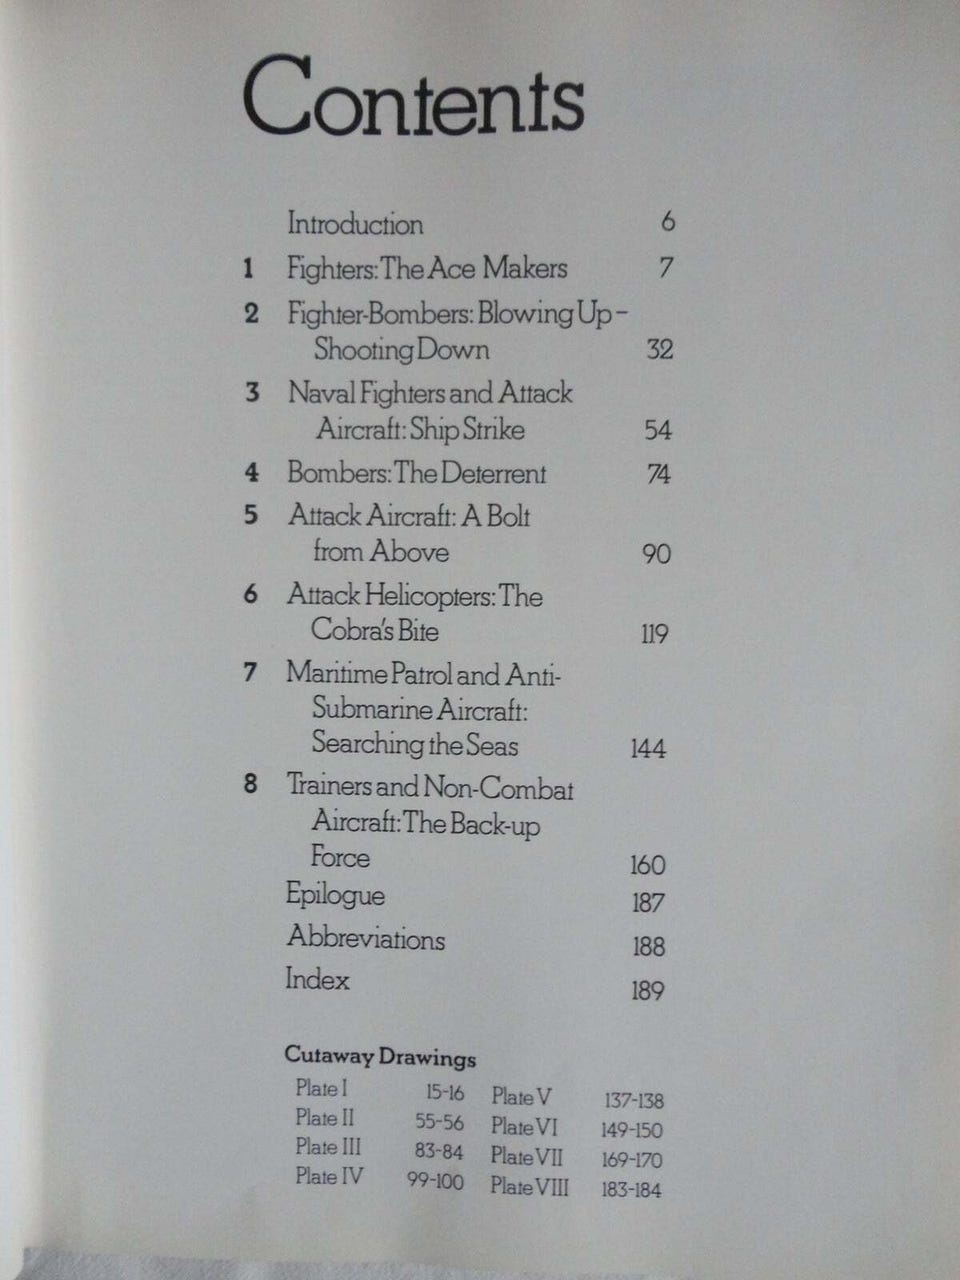 Contents
Introduction 6
1 Fighters: The Ace Makers 7
2 Fighter-Bombers: Blowing Up–
Shooting Down 32
3 Naval Fighters and Attack
Aircraft: Ship Strike 54
4 Bombers: The Deterrent 74
5 Attack Aircraft: A Bolt
from Above 90
6 Attack Helicopters: The
Cobra's Bite 119
7 Maritime Patrol and Anti-
Submarine Aircraft:
Searching the Seas 144
8 Trainers and Non-Combat
Aircraft: The Back-up
Force 160
Epilogue 187
Abbreviations 188
Index 189
Cutaway Drawings
Plate I 15-16 Plate V 137-138
Plate II 55-56 Plate VI 149-150
Plate III 83-84 Plate VII 169-170
Plate IV 99-100 Plate VIII 183-184